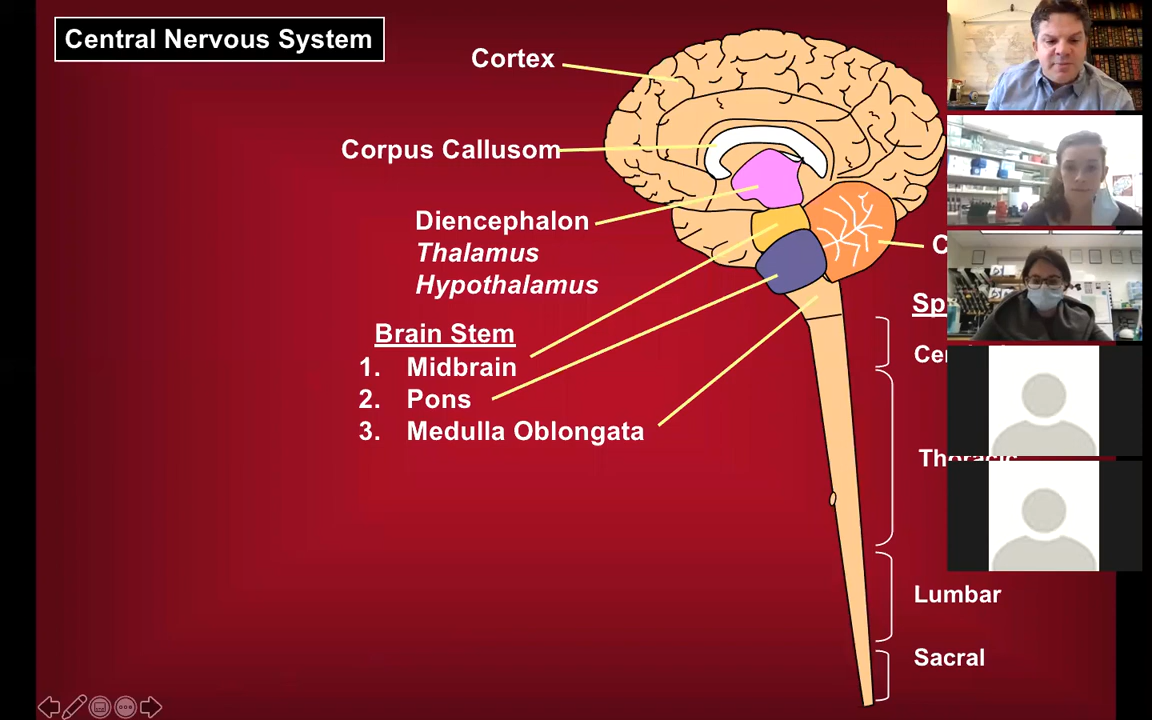 Central Nervous System
Cortex
Corpus Callusom
Diencephalon
Thalamus
Hypothalamus
Brain Stem
1. Midbrain
2. Pons
3. Medulla Oblongata
Thoracic
Lumbar
Sacral